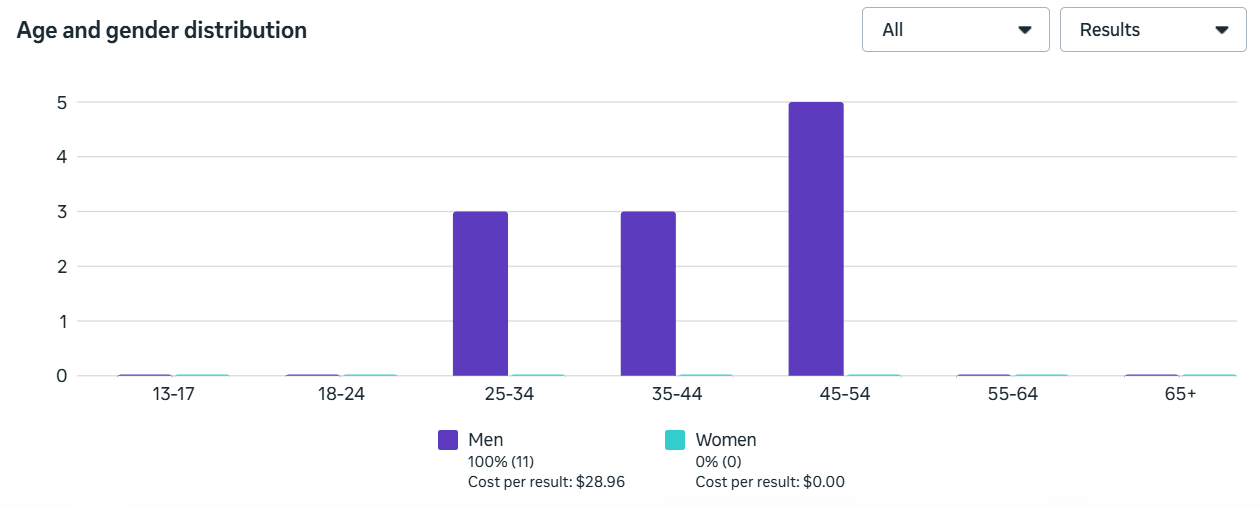 Age and gender distribution
All
Results
5
4
3
2
1
0
13-17 18-24 25-34 35-44 45-54 55-64 65+
Men
100% (11)
Cost per result: $28.96
Women
0% (0)
Cost per result: $0.00